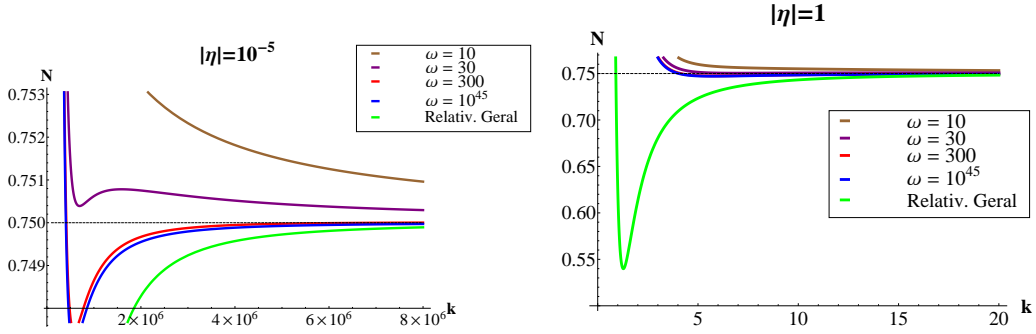 |η|=10⁻⁵
N
0.753
0.752
0.751
0.750
0.749
2×10⁶ 4×10⁶ 6×10⁶ 8×10⁶
k
ω = 10
ω = 30
ω = 300
ω = 10⁴⁵
Relativ. Geral
|η|=1
N
0.75
0.70
0.65
0.60
0.55
5 10 15 20
k
ω = 10
ω = 30
ω = 300
ω = 10⁴⁵
Relativ. Geral